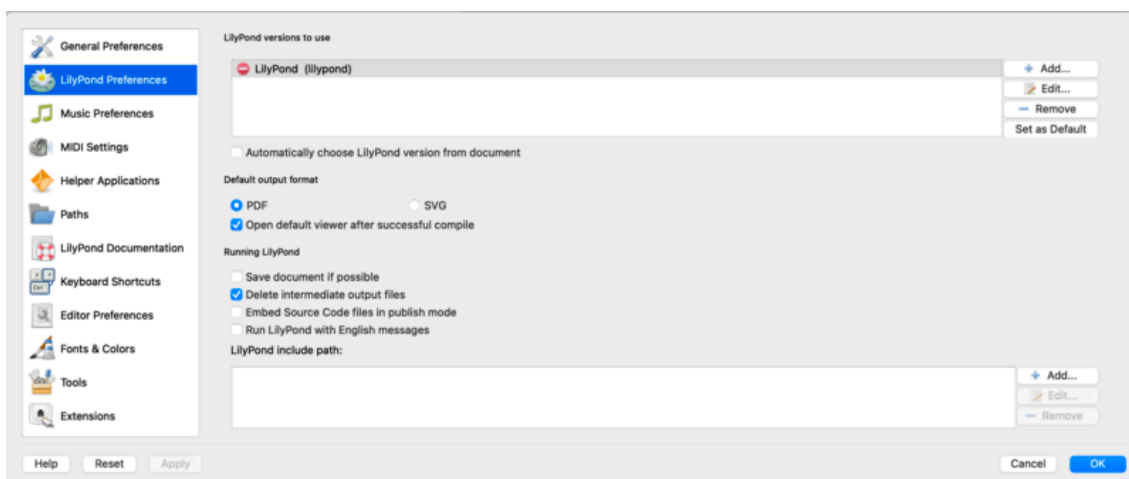 General Preferences
LilyPond Preferences
Music Preferences
MIDI Settings
Helper Applications
Paths
LilyPond Documentation
Keyboard Shortcuts
Editor Preferences
Fonts & Colors
Tools
Extensions
LilyPond versions to use
LilyPond (lilypond)
Add...
Edit...
Remove
Set as Default
Automatically choose LilyPond version from document
Default output format
PDF SVG
Open default viewer after successful compile
Running LilyPond
Save document if possible
Delete intermediate output files
Embed Source Code files in publish mode
Run LilyPond with English messages
LilyPond include path:
Add...
Edit...
Remove
Help Reset Apply Cancel OK